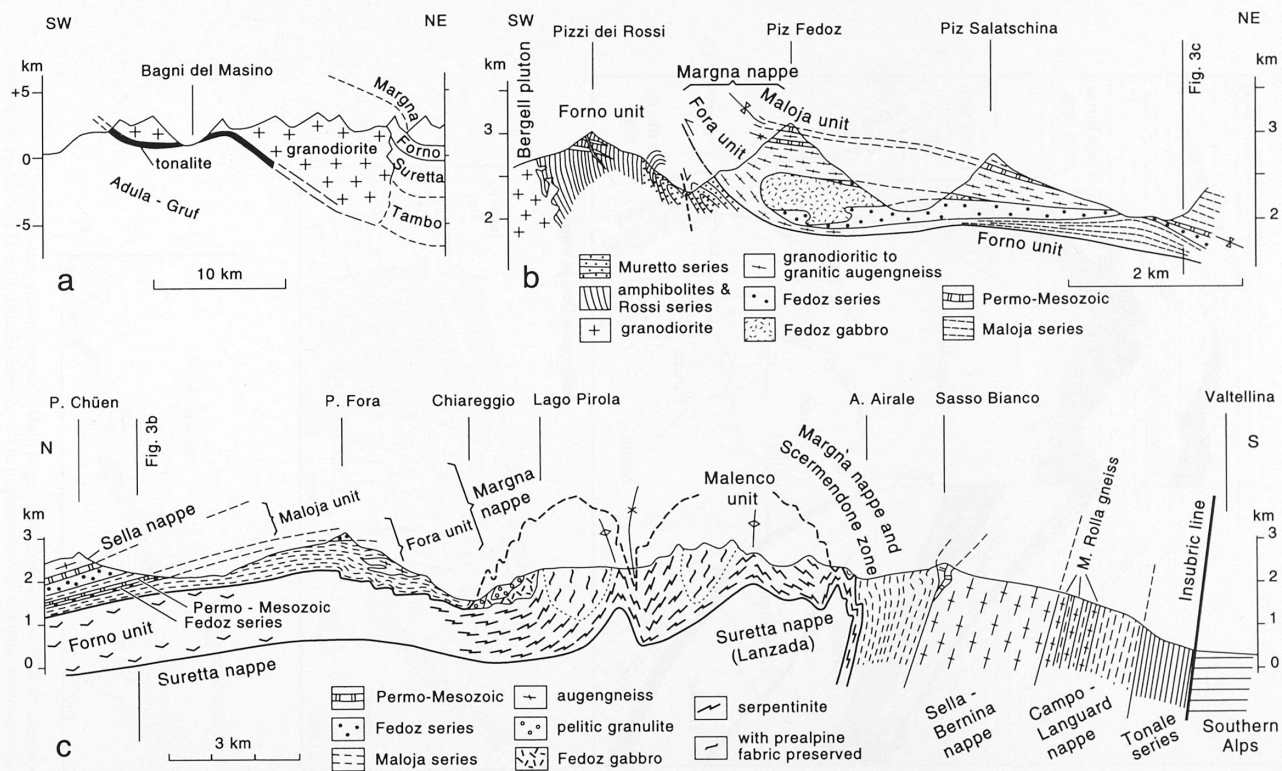 SW
NE
km
+5
0
-5
Bagni del Masino
Margna
Forno
granodiorite
tonalite
Suretta
Adula - Gruf
Tambo
10 km
a
SW
NE
Pizzi dei Rossi
Piz Fedoz
Piz Salatschina
Fig. 3c
km
3
2
km
3
2
Bergell pluton
Margna nappe
Forno unit
Fora unit
Maloja unit
Forno unit
2 km
b
Muretto series
amphibolites &
Rossi series
granodiorite
granodioritic to
granitic augengneiss
Fedoz series
Fedoz gabbro
Permo-Mesozoic
Maloja series
P. Chüen
P. Fora
Chiareggio
Lago Pirola
A. Airale
Sasso Bianco
Valtellina
N
S
Fig. 3b
km
3
2
1
0
km
3
2
1
0
Sella nappe
Maloja unit
Fora unit
Margna
nappe
Malenco
unit
Margna nappe and
Scermendone zone
M. Rolla gneiss
Insubric line
Permo - Mesozoic
Fedoz series
Forno unit
Suretta nappe
Suretta nappe
(Lanzada)
Sella -
Bernina
nappe
Campo -
Languard
nappe
Tonale
series
Southern
Alps
3 km
c
Permo-Mesozoic
Fedoz series
Maloja series
augengneiss
pelitic granulite
Fedoz gabbro
serpentinite
with prealpine
fabric preserved